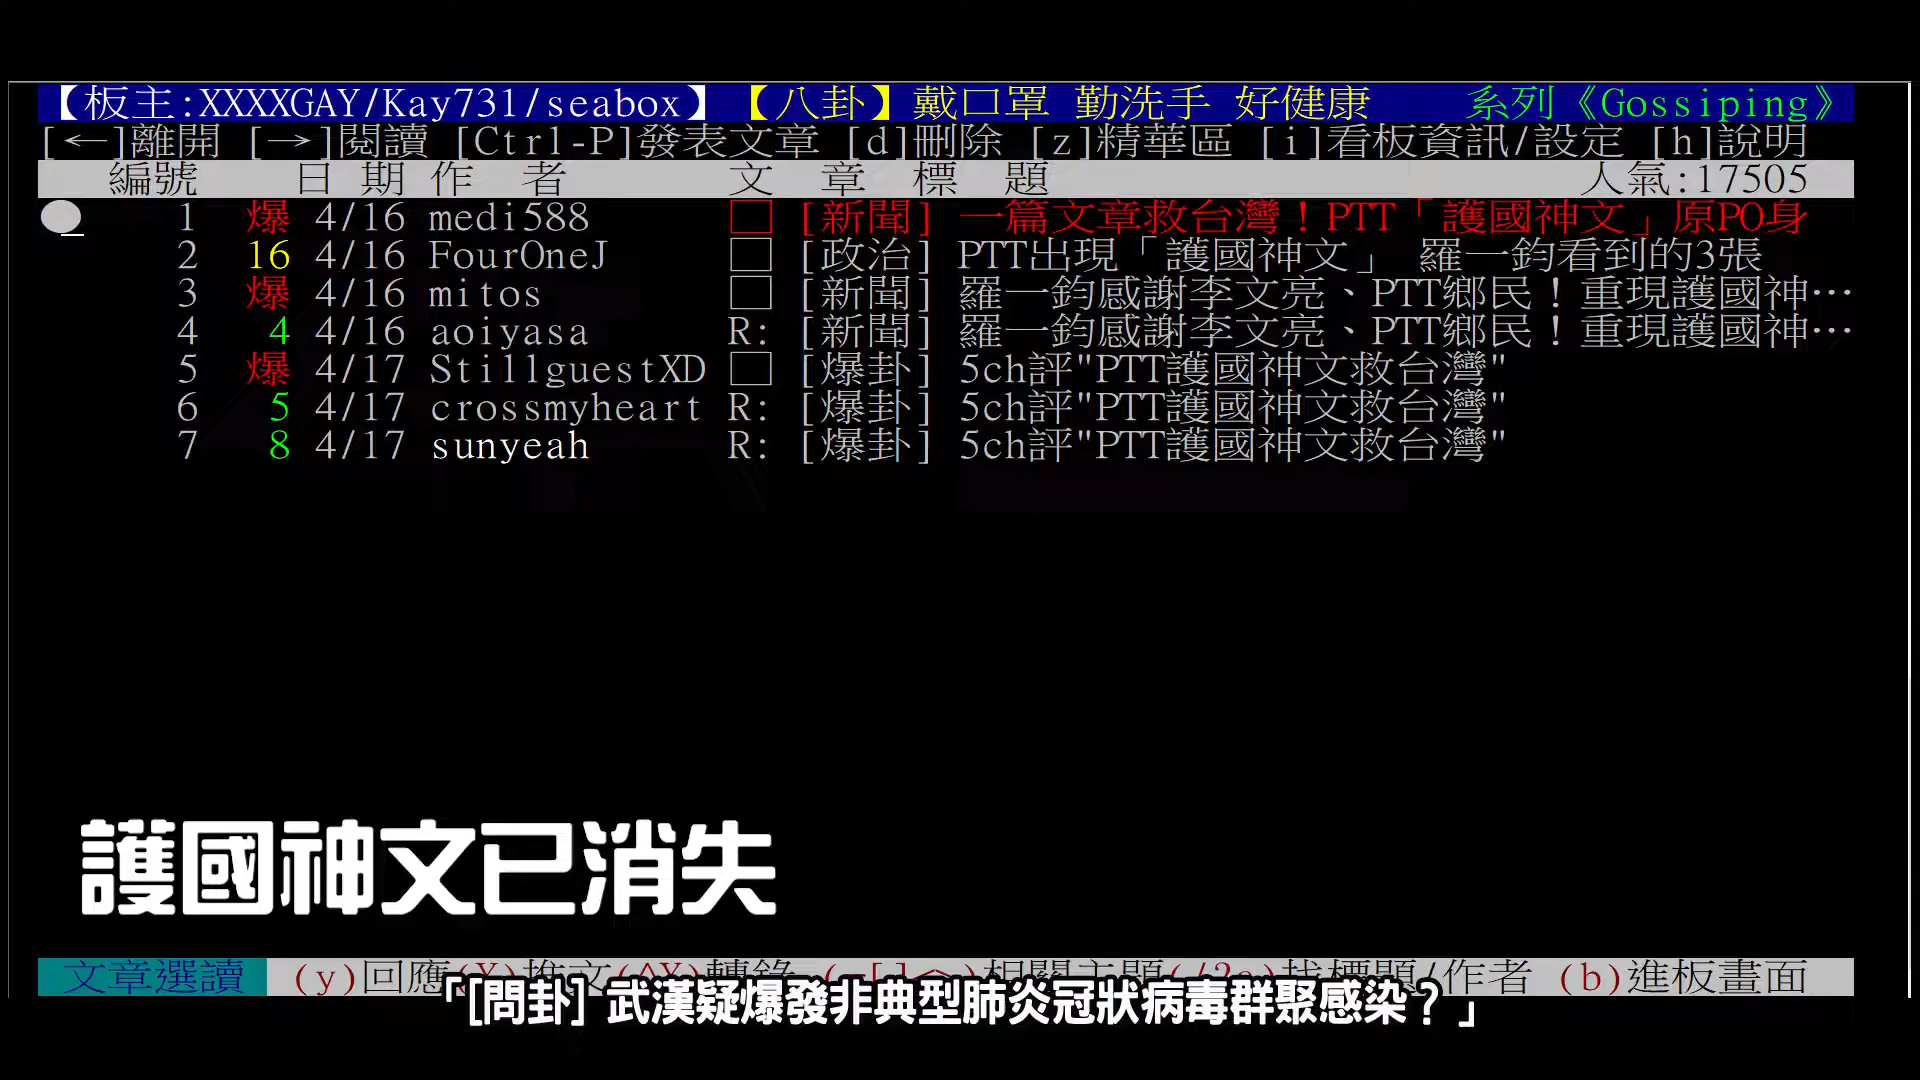 【板主:XXXXGAY/Kay731/seabox】 【八卦】戴口罩 勤洗手 好健康 系列《Gossiping》
[←]離開 [→]閱讀 [Ctrl-P]發表文章 [d]刪除 [z]精華區 [i]看板資訊/設定 [h]說明
編號 日 期 作 者 文 章 標 題 人氣:17505
● 1 爆 4/16 medi588 □ [新聞] 一篇文章救台灣！PTT「護國神文」原PO身
2 16 4/16 FourOneJ □ [政治] PTT出現「護國神文」 羅一鈞看到的3張
3 爆 4/16 mitos □ [新聞] 羅一鈞感謝李文亮、PTT鄉民！重現護國神…
4 4 4/16 aoiyasa R: [新聞] 羅一鈞感謝李文亮、PTT鄉民！重現護國神…
5 爆 4/17 StillguestXD □ [爆卦] 5ch評"PTT護國神文救台灣"
6 5 4/17 crossmyheart R: [爆卦] 5ch評"PTT護國神文救台灣"
7 8 4/17 sunyeah R: [爆卦] 5ch評"PTT護國神文救台灣"
護國神文已消失
文章選讀 (y)回應(X)推文(^X)轉錄 (=[]<>)相關主題(/?a)找標題/作者 (b)進板畫面
「[問卦] 武漢疑爆發非典型肺炎冠狀病毒群聚感染？」